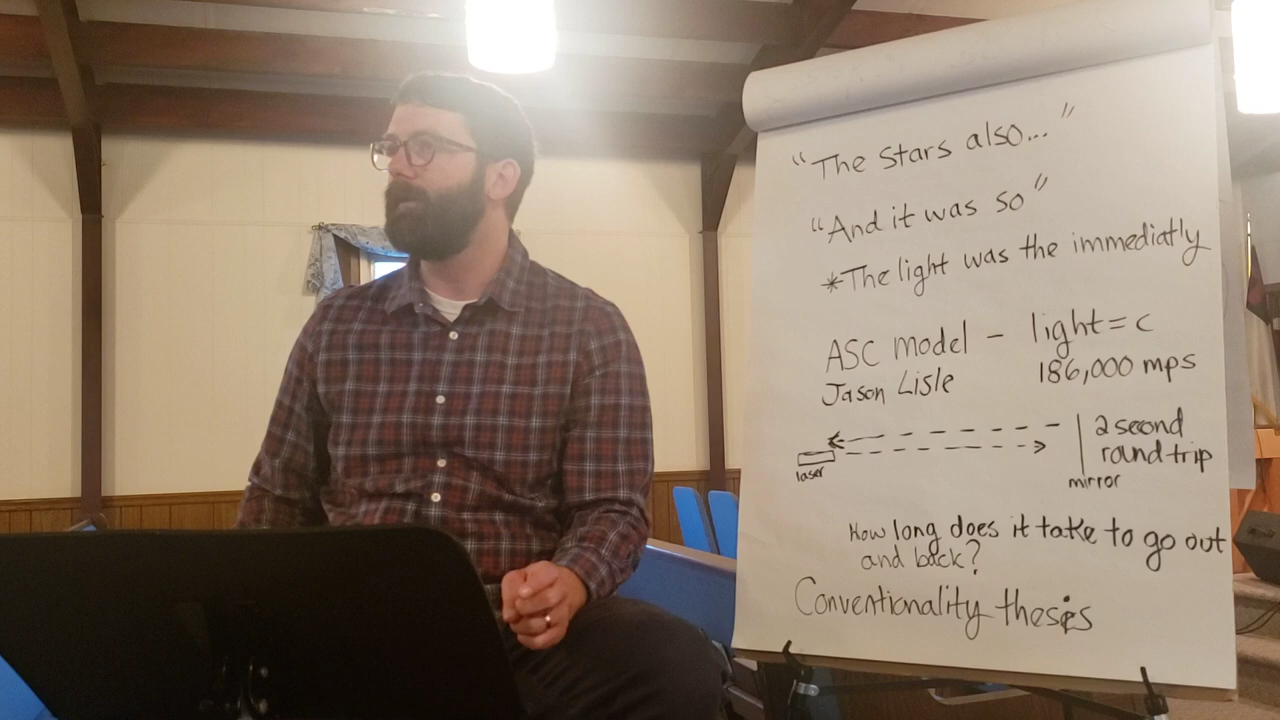 "The Stars also..."
"And it was so"
*The light was the immediatly
ASC model – light = c
Jason Lisle 186,000 mps
2 second
round trip
laser
mirror
How long does it take to go out
and back?
Conventionality thesis